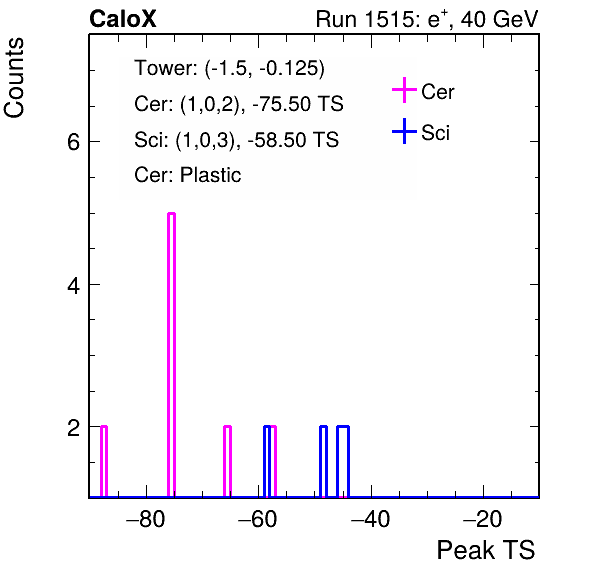 CaloX Run 1515: e⁺, 40 GeV
Counts
Tower: (-1.5, -0.125)
Cer: (1,0,2), -75.50 TS
Sci: (1,0,3), -58.50 TS
Cer: Plastic
Cer
Sci
6
4
2
−80 −60 −40 −20
Peak TS